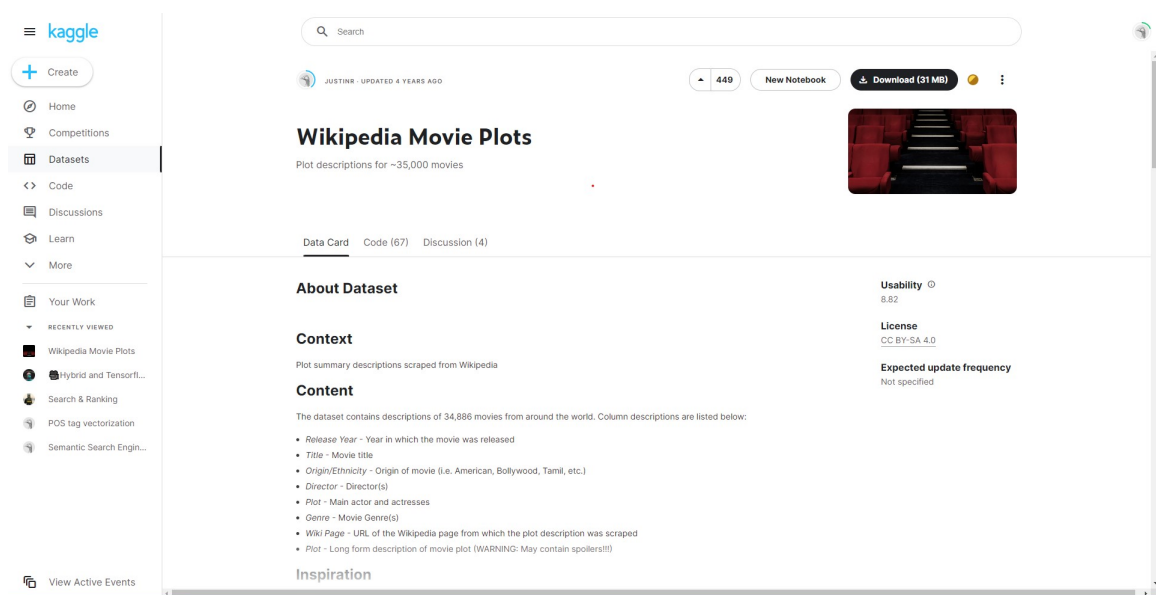 kaggle
Search
Create
Home
Competitions
Datasets
Code
Discussions
Learn
More
Your Work
RECENTLY VIEWED
Wikipedia Movie Plots
Hybrid and Tensorfl...
Search & Ranking
POS tag vectorization
Semantic Search Engin...
View Active Events
JUSTINR · UPDATED 4 YEARS AGO
449
New Notebook
Download (31 MB)
Wikipedia Movie Plots
Plot descriptions for ~35,000 movies
Data Card Code (67) Discussion (4)
About Dataset
Context
Plot summary descriptions scraped from Wikipedia
Content
The dataset contains descriptions of 34,886 movies from around the world. Column descriptions are listed below:
• Release Year - Year in which the movie was released
• Title - Movie title
• Origin/Ethnicity - Origin of movie (i.e. American, Bollywood, Tamil, etc.)
• Director - Director(s)
• Plot - Main actor and actresses
• Genre - Movie Genre(s)
• Wiki Page - URL of the Wikipedia page from which the plot description was scraped
• Plot - Long form description of movie plot (WARNING: May contain spoilers!!!)
Inspiration
Usability
8.82
License
CC BY-SA 4.0
Expected update frequency
Not specified